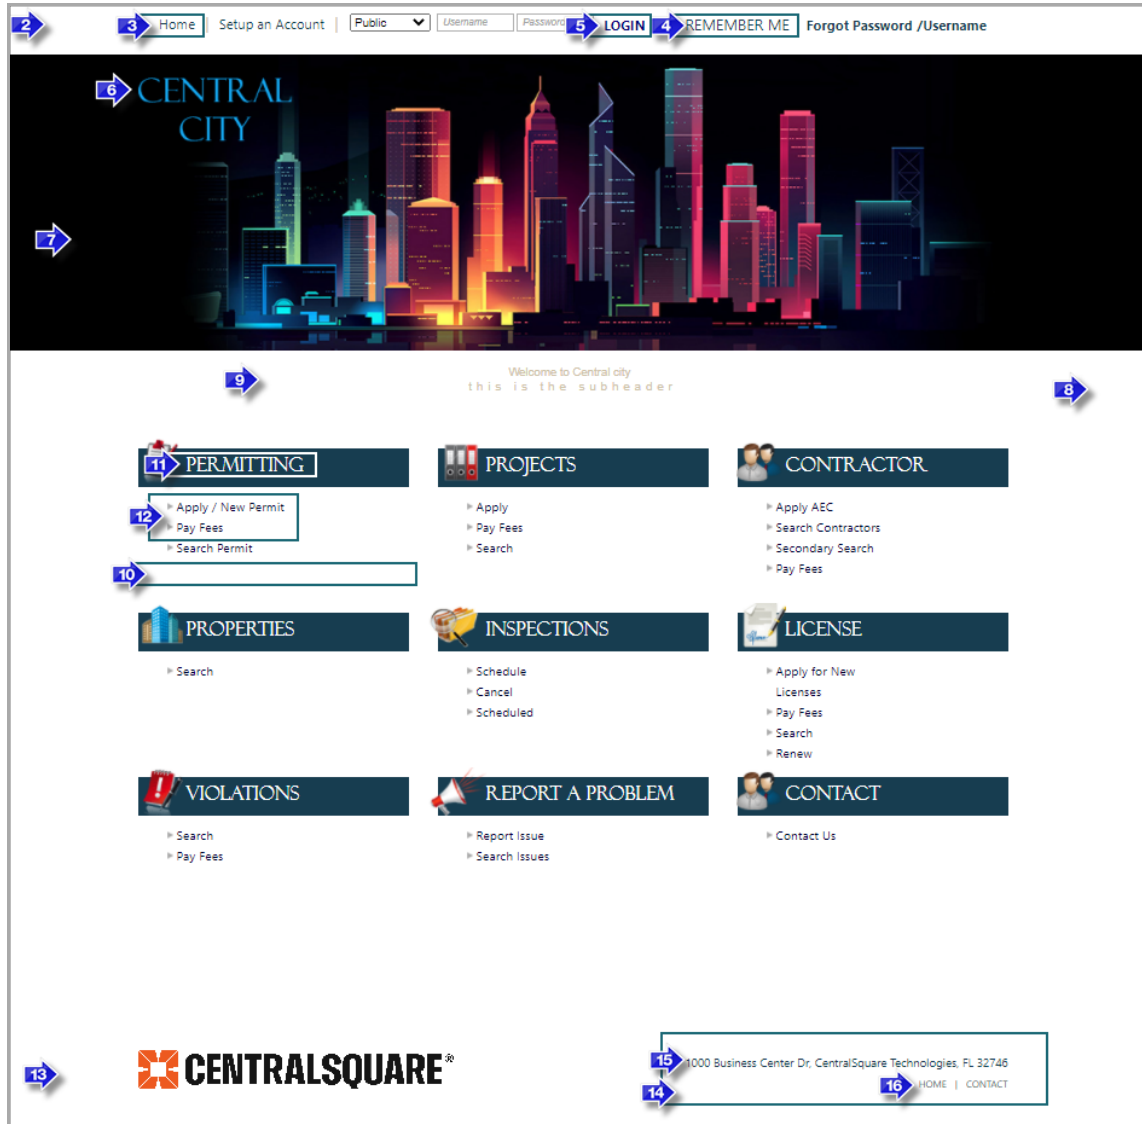 2 3 Home | Setup an Account | Public Username Password 5 LOGIN 4 REMEMBER ME Forgot Password /Username
6 CENTRAL
CITY
7
Welcome to Central city
9 this is the subheader 8
11 PERMITTING PROJECTS CONTRACTOR
12 Apply / New Permit Apply Apply AEC
Pay Fees Pay Fees Search Contractors
Search Permit Search Secondary Search
10 Pay Fees
PROPERTIES INSPECTIONS LICENSE
Search Schedule Apply for New
Cancel Licenses
Scheduled Pay Fees
Search
Renew
VIOLATIONS REPORT A PROBLEM CONTACT
Search Report Issue Contact Us
Pay Fees Search Issues
13 CENTRALSQUARE® 15 1000 Business Center Dr, CentralSquare Technologies, FL 32746
14 16 HOME | CONTACT